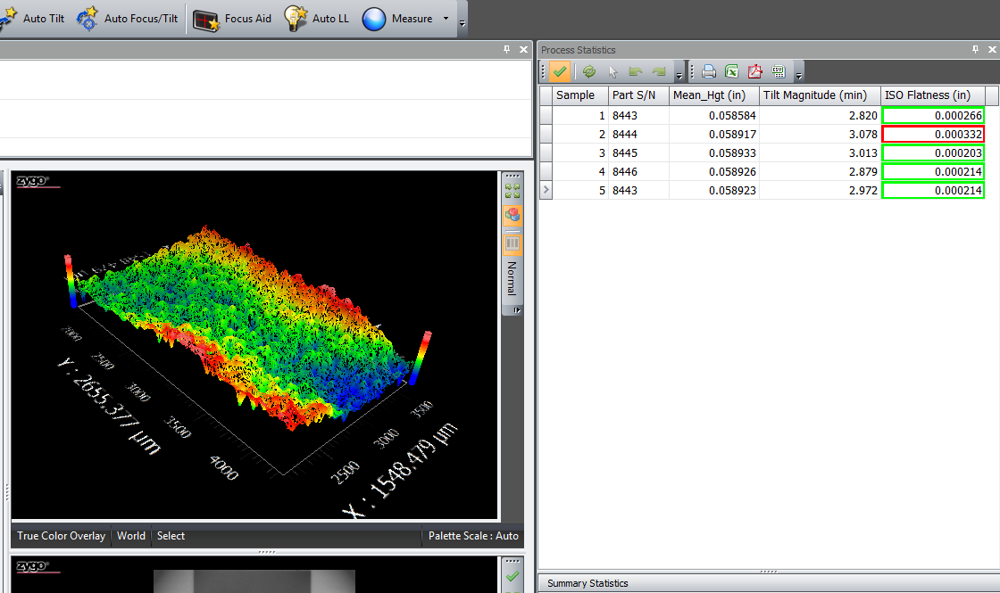 Auto Tilt Auto Focus/Tilt Focus Aid Auto LL Measure
Process Statistics
Sample Part S/N Mean_Hgt (in) Tilt Magnitude (min) ISO Flatness (in)
1 8443 0.058584 2.820 0.000266
2 8444 0.058917 3.078 0.000332
3 8445 0.058933 3.013 0.000203
4 8446 0.058926 2.879 0.000214
5 8443 0.058923 2.972 0.000214
zygo
Normal
2000
2500
3000
3500
4000
Y : 2655.377 µm
2500
3000
3500
X : 1548.479 µm
True Color Overlay World Select Palette Scale : Auto
zygo
Summary Statistics